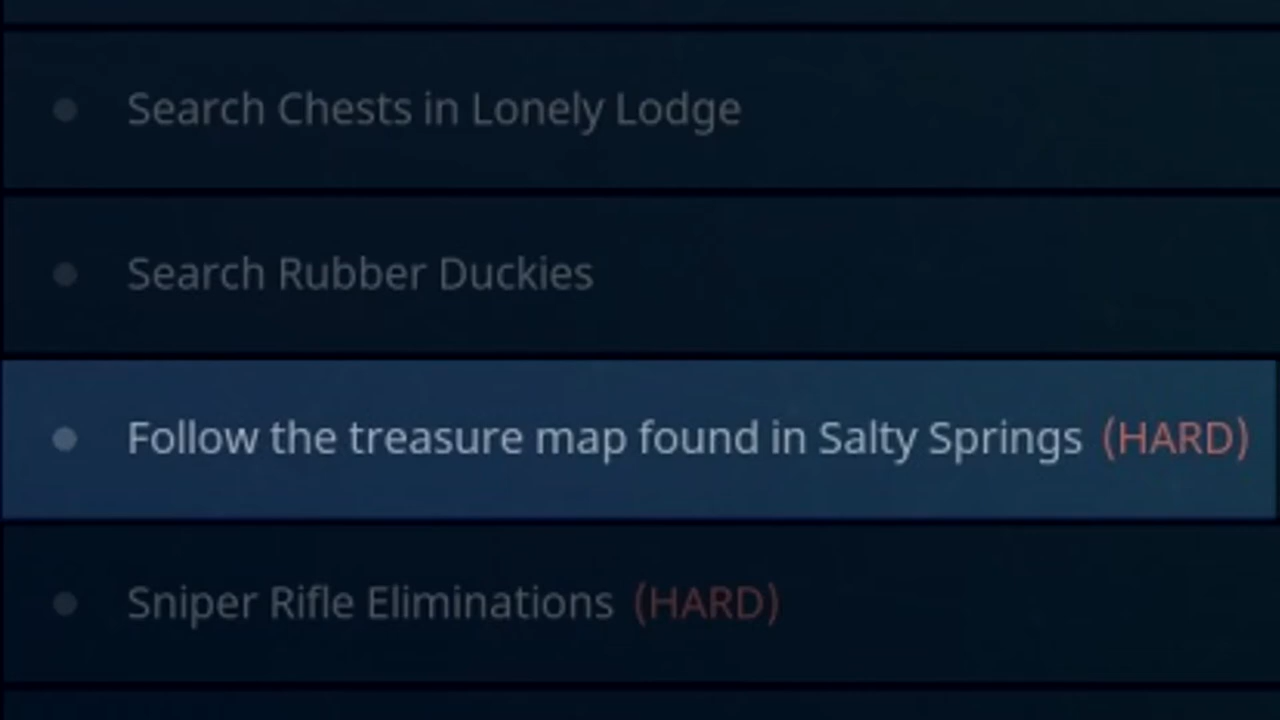 Search Chests in Lonely Lodge
Search Rubber Duckies
Follow the treasure map found in Salty Springs (HARD)
Sniper Rifle Eliminations (HARD)